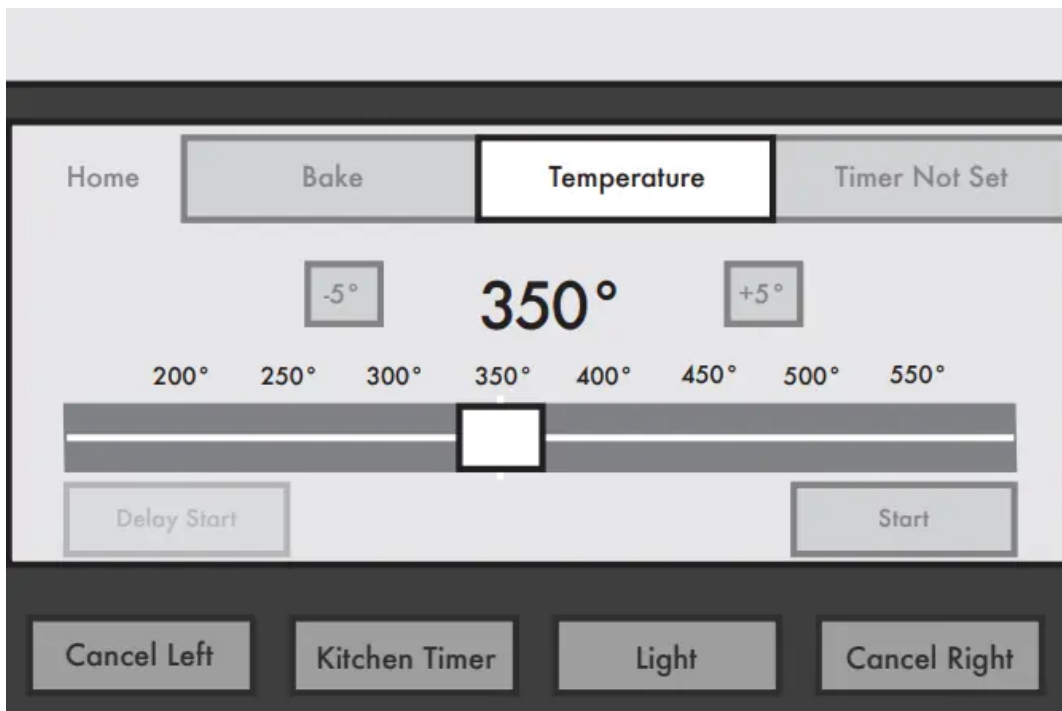 Home Bake Temperature Timer Not Set
-5° 350° +5°
200° 250° 300° 350° 400° 450° 500° 550°
Delay Start Start
Cancel Left Kitchen Timer Light Cancel Right